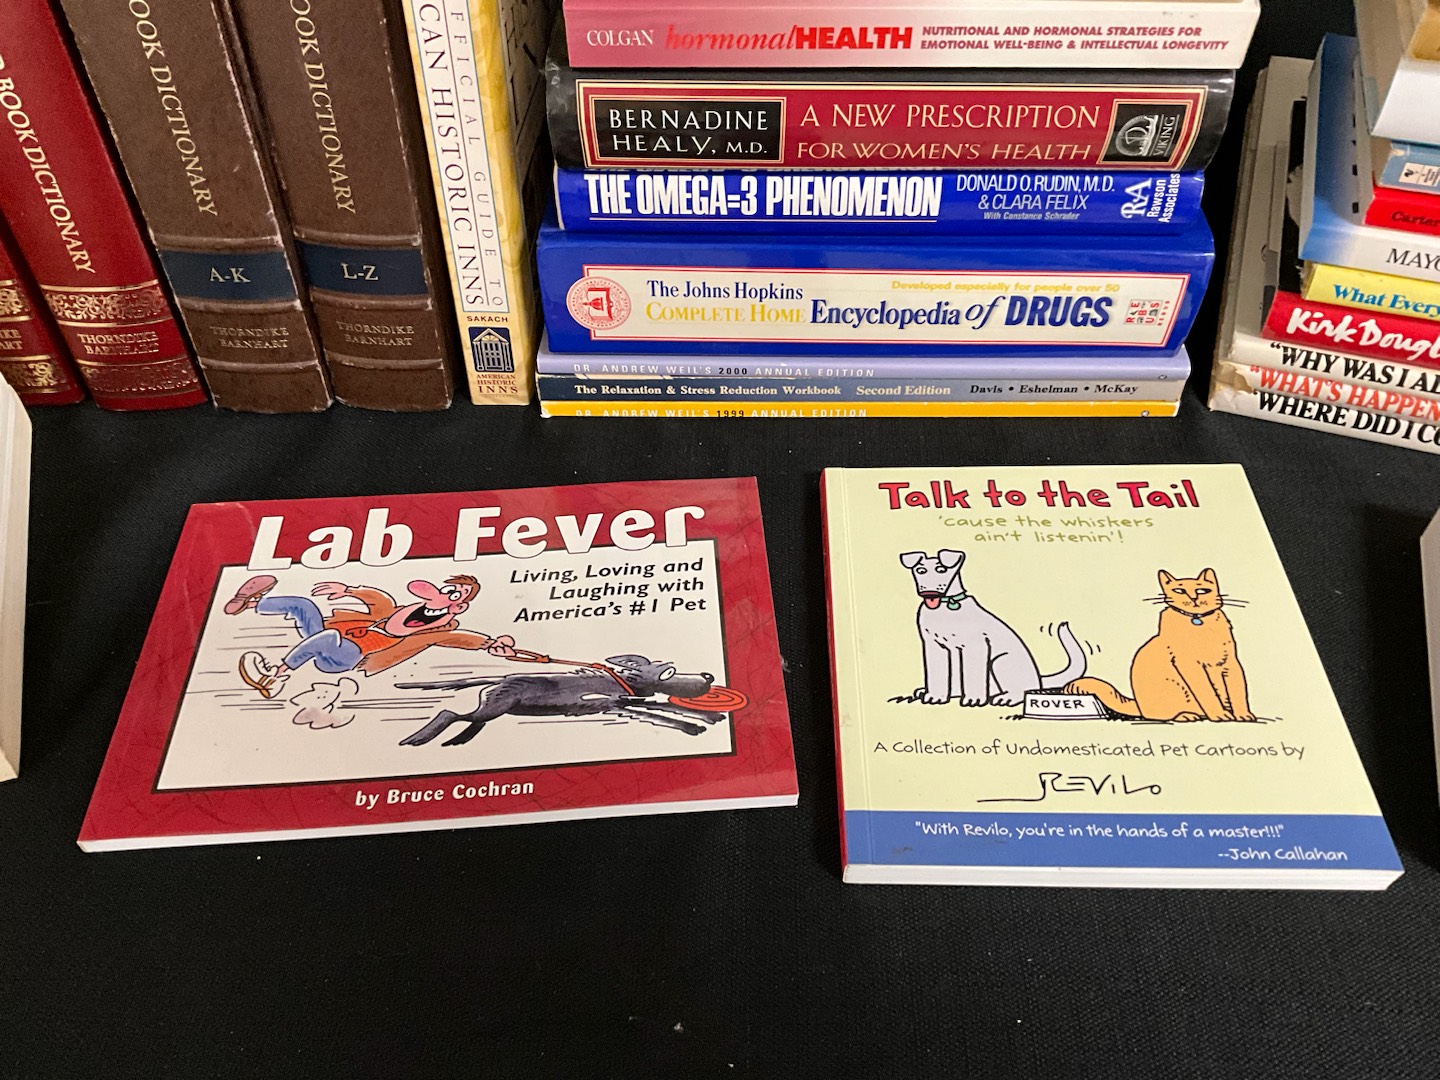 BOOK DICTIONARY
THORNDIKE
BARNHART
OOK DICTIONARY
A-K
THORNDIKE
BARNHART
OOK DICTIONARY
L-Z
THORNDIKE
BARNHART
FFICIAL GUIDE TO
CAN HISTORIC INNS
SAKACH
AMERICAN
HISTORIC
INNS
COLGAN hormonalHEALTH NUTRITIONAL AND HORMONAL STRATEGIES FOR
EMOTIONAL WELL-BEING & INTELLECTUAL LONGEVITY
BERNADINE
HEALY, M.D.
A NEW PRESCRIPTION
FOR WOMEN'S HEALTH
VIKING
THE OMEGA=3 PHENOMENON
DONALD O. RUDIN, M.D.
& CLARA FELIX
With Constance Schrader
RA
Rawson
Associates
Developed especially for people over 50
The Johns Hopkins
COMPLETE HOME Encyclopedia of DRUGS
REBUS
DR. ANDREW WEIL'S 2000 ANNUAL EDITION
The Relaxation & Stress Reduction Workbook Second Edition Davis • Eshelman • McKay
DR. ANDREW WEIL'S 1999 ANNUAL EDITION
Carter
MAYO
What Every
Kirk Dougl
"WHY WAS I AL
"WHAT'S HAPPEN
"WHERE DID I CO
Lab Fever
Living, Loving and
Laughing with
America's #1 Pet
by Bruce Cochran
Talk to the Tail
'cause the whiskers
ain't listenin'!
ROVER
A Collection of Undomesticated Pet Cartoons by
REVILO
"With Revilo, you're in the hands of a master!!!"
--John Callahan